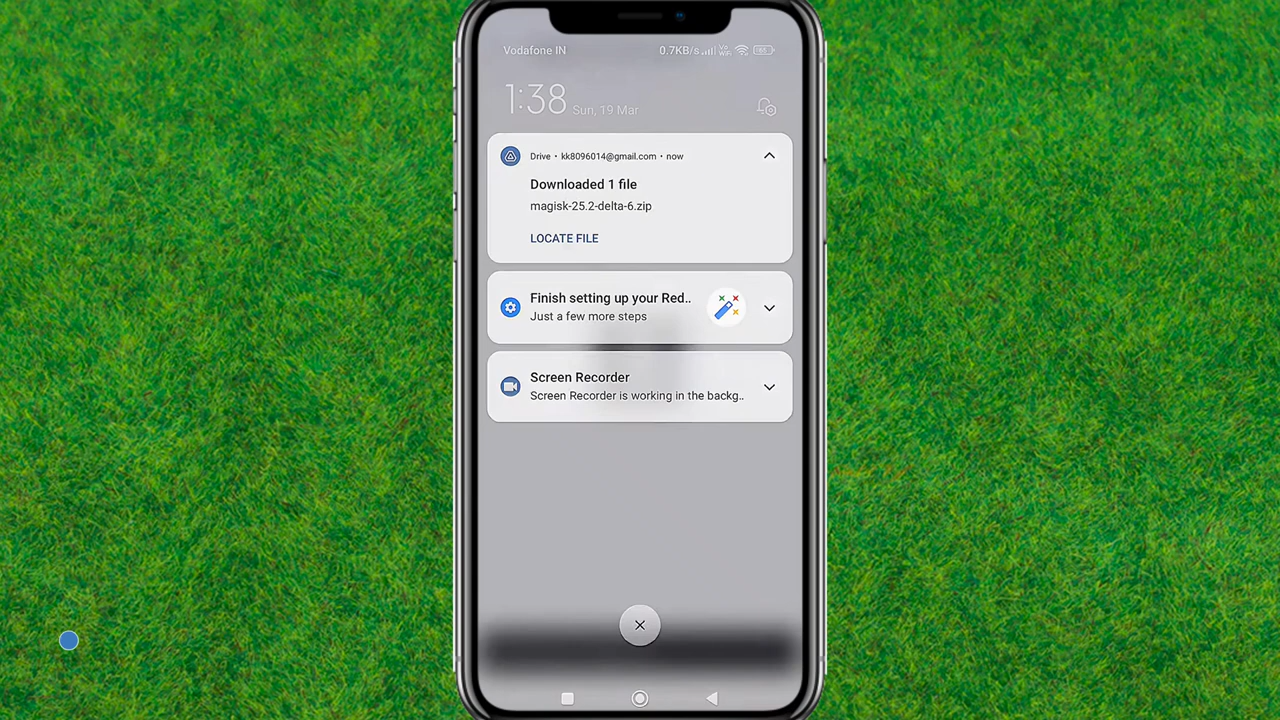 Vodafone IN
0.7KB/s
Vo
WiFi
1:38 Sun, 19 Mar
Drive • kk8096014@gmail.com • now
Downloaded 1 file
magisk-25.2-delta-6.zip
LOCATE FILE
Finish setting up your Red..
Just a few more steps
Screen Recorder
Screen Recorder is working in the backg..